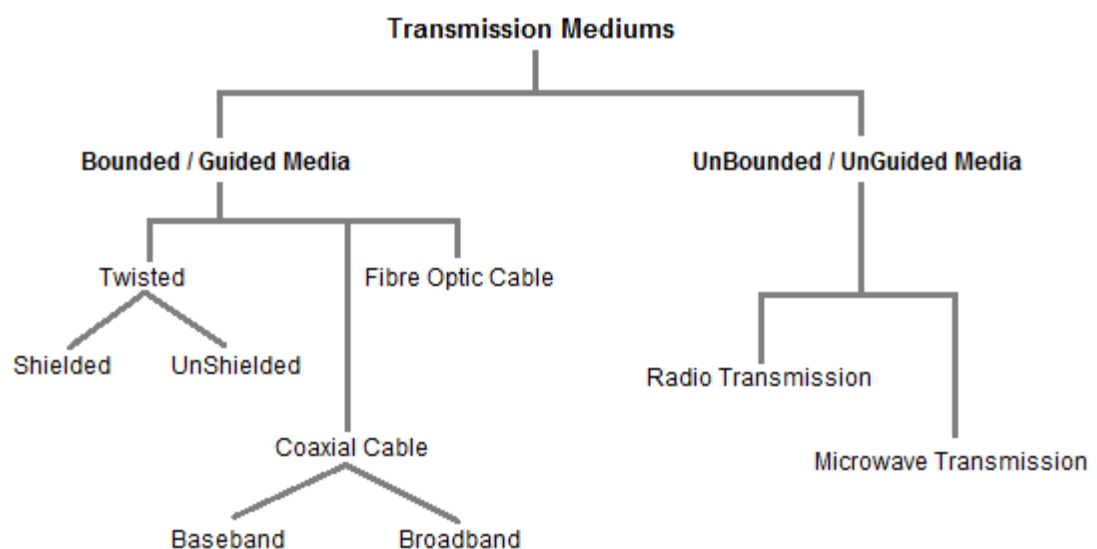 Transmission Mediums
Bounded / Guided Media
UnBounded / UnGuided Media
Twisted
Fibre Optic Cable
Shielded
UnShielded
Radio Transmission
Coaxial Cable
Microwave Transmission
Baseband
Broadband